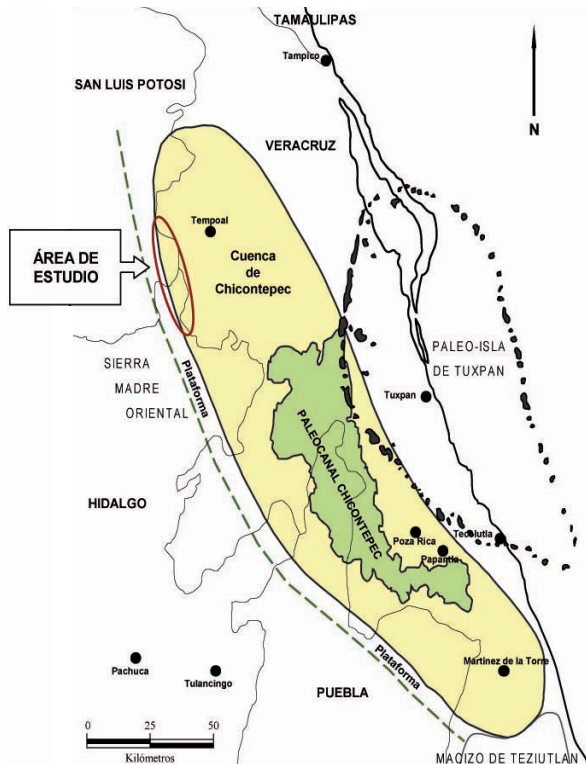 TAMAULIPAS
Tampico
SAN LUIS POTOSI
VERACRUZ
N
Tempoal
ÁREA DE
ESTUDIO
Cuenca
de
Chicontepec
SIERRA
MADRE
ORIENTAL
Plataforma
PALEO-ISLA
DE TUXPAN
Tuxpan
PALEOCANAL CHICONTEPEC
HIDALGO
Poza Rica
Tecolutla
Papantla
Pachuca
Tulancingo
Plataforma
Martinez de la Torre
PUEBLA
0 25 50
Kilómetros
MACIZO DE TEZIUTLAN